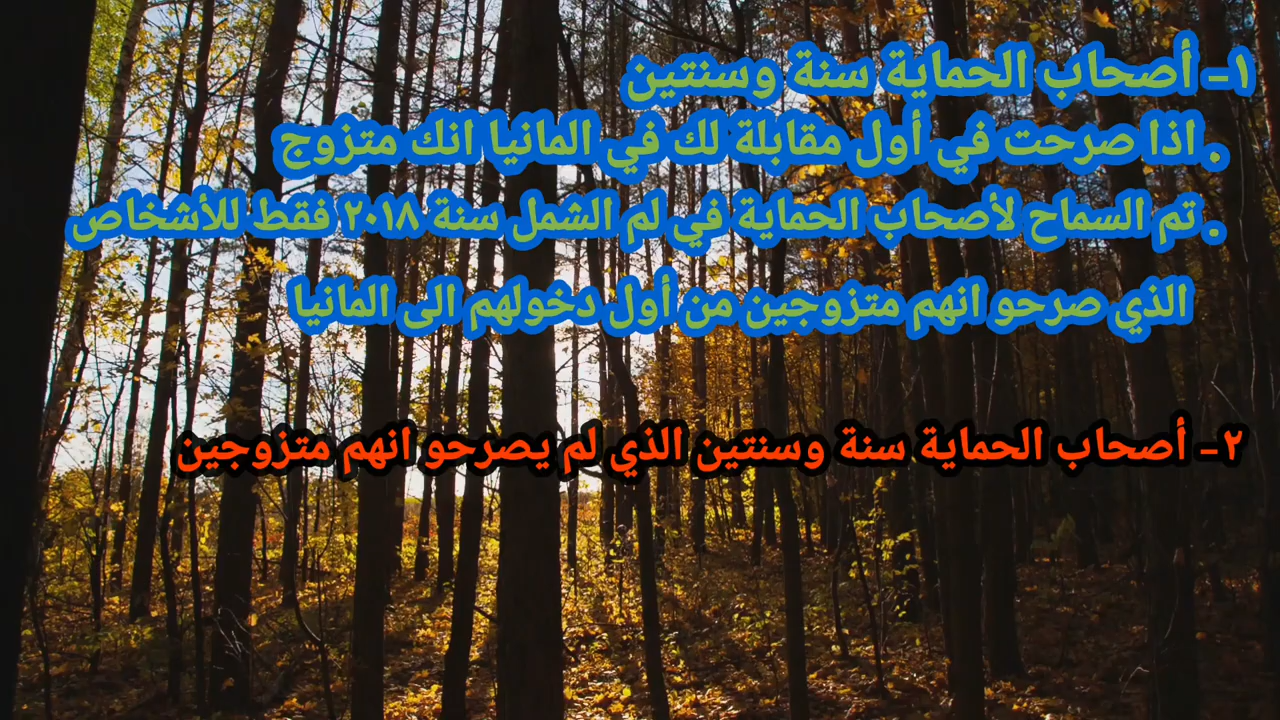 ١- أصحاب الحماية سنة وسنتين
. اذا صرحت في أول مقابلة لك في المانيا انك متزوج
. تم السماح لأصحاب الحماية في لم الشمل سنة ٢٠١٨ فقط للأشخاص
الذي صرحو انهم متزوجين من أول دخولهم الى المانيا
٢- أصحاب الحماية سنة وسنتين الذي لم يصرحو انهم متزوجين